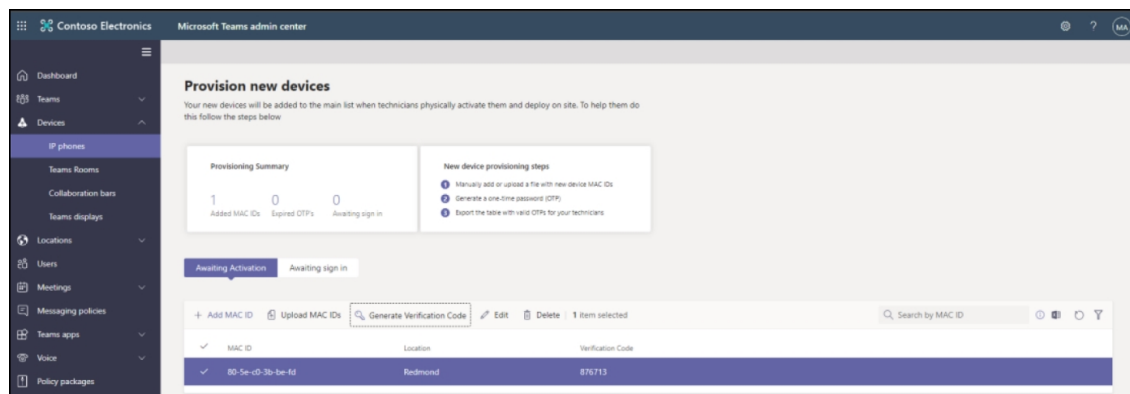 Contoso Electronics
Microsoft Teams admin center
?
MA
Dashboard
Teams
Devices
IP phones
Teams Rooms
Collaboration bars
Teams displays
Locations
Users
Meetings
Messaging policies
Teams apps
Voice
Policy packages
Provision new devices
Your new devices will be added to the main list when technicians physically activate them and deploy on site. To help them do
this follow the steps below
Provisioning Summary
1 0 0
Added MAC IDs Expired OTP's Awaiting sign in
New device provisioning steps
1 Manually add or upload a file with new device MAC IDs
2 Generate a one-time password (OTP)
3 Export the table with valid OTPs for your technicians
Awaiting Activation Awaiting sign in
+ Add MAC ID Upload MAC IDs Generate Verification Code Edit Delete 1 item selected Search by MAC ID
MAC ID Location Verification Code
80-5e-c0-3b-be-fd Redmond 876713